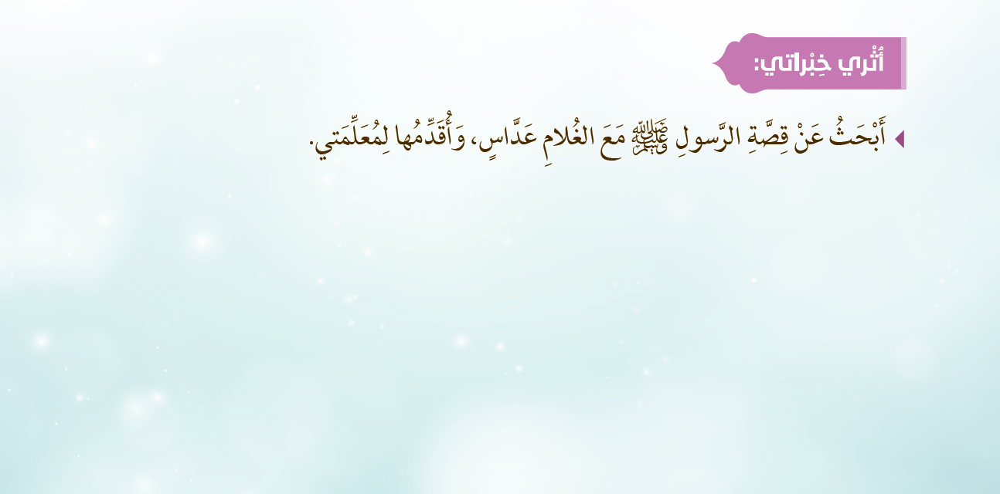 أُثْري خِبْراتي:
أَبْحَثُ عَنْ قِصَّةِ الرَّسولِ ﷺ مَعَ الغُلامِ عَدَّاسٍ، وَأُقَدِّمُها لِمُعَلِّمَتي.